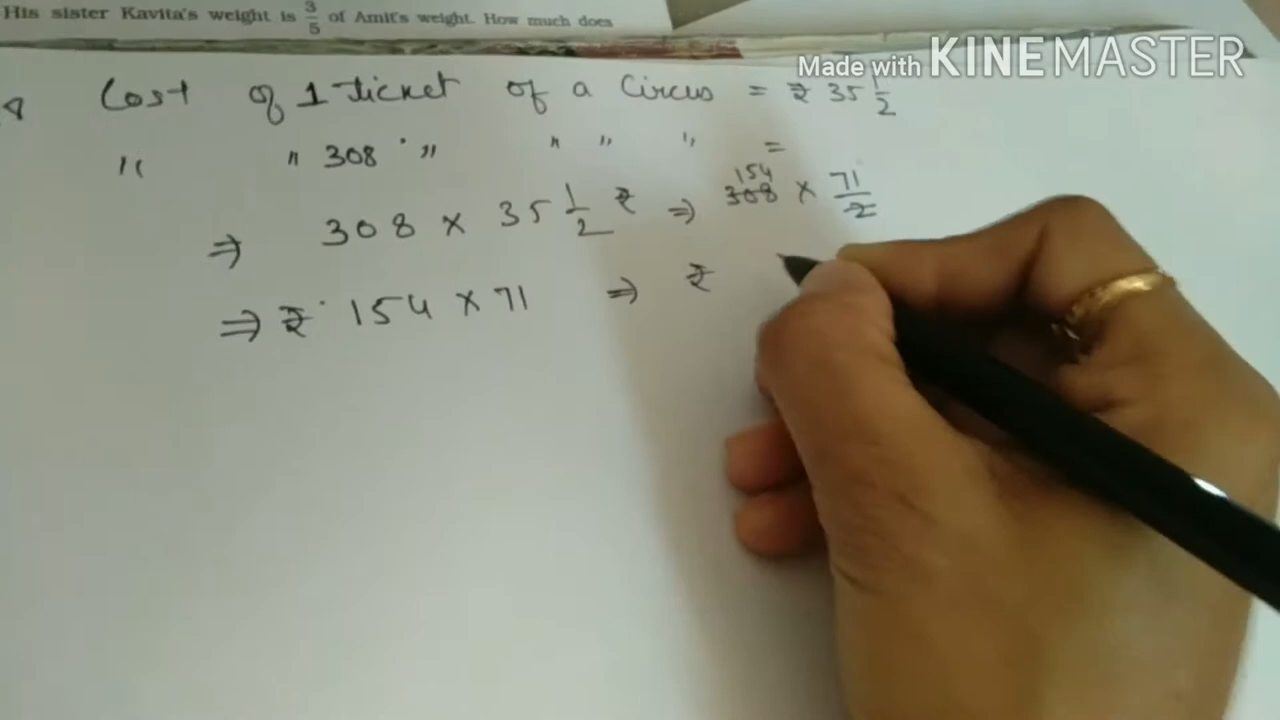 His sister Kavita's weight is 3/5 of Amit's weight. How much does
Made with KINEMASTER
Cost of 1 Ticket of a Circus = ₹ 35 1/2
" " 308 " " " " =
⇒ 308 × 35 1/2 ₹ ⇒ 154 308 × 71/2
⇒ ₹ 154 × 71 ⇒ ₹